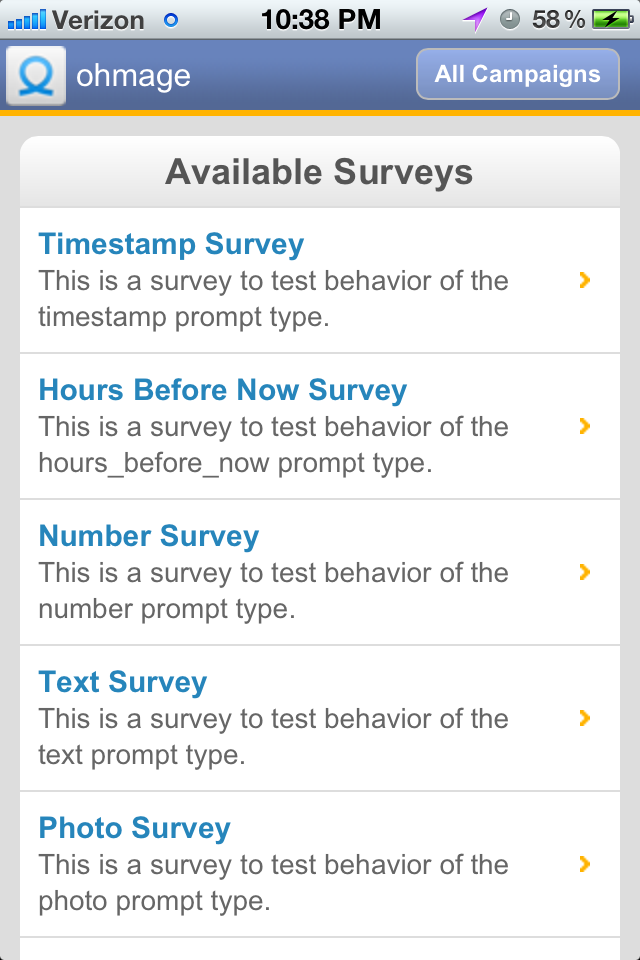 Verizon 10:38 PM 58 %
ohmage All Campaigns
Available Surveys
Timestamp Survey
This is a survey to test behavior of the
timestamp prompt type.
Hours Before Now Survey
This is a survey to test behavior of the
hours_before_now prompt type.
Number Survey
This is a survey to test behavior of the
number prompt type.
Text Survey
This is a survey to test behavior of the
text prompt type.
Photo Survey
This is a survey to test behavior of the
photo prompt type.